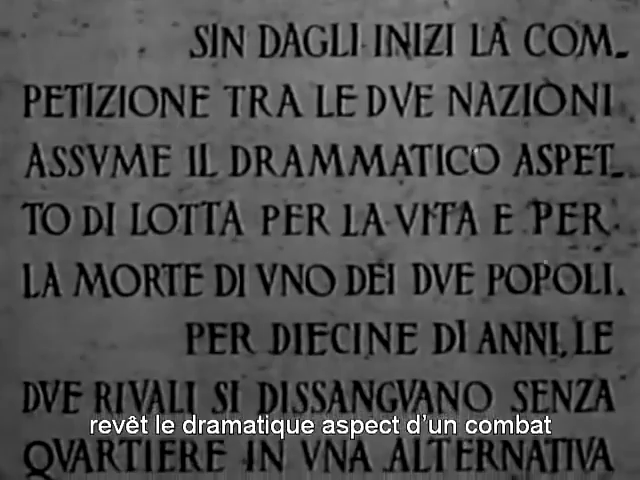 SIN DAGLI INIZI LA COM_
PETIZIONE TRA LE DVE NAZIONI
ASSVME IL DRAMMATICO ASPET_
TO DI LOTTA PER LA VITA E PER
LA MORTE DI VNO DEI DVE POPOLI.
PER DIECINE DI ANNI, LE
DVE RIVALI SI DISSANGVANO SENZA
revêt le dramatique aspect d'un combat
QVARTIERE IN VNA ALTERNATIVA